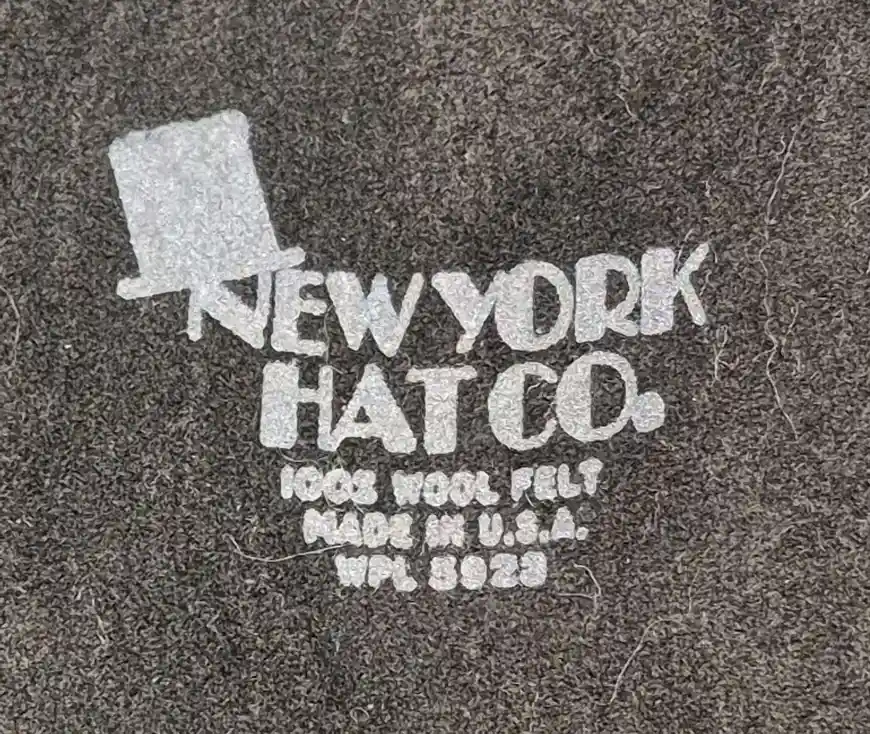 NEW YORK
HAT CO.
100% WOOL FELT
MADE IN U.S.A.
WPL 5923